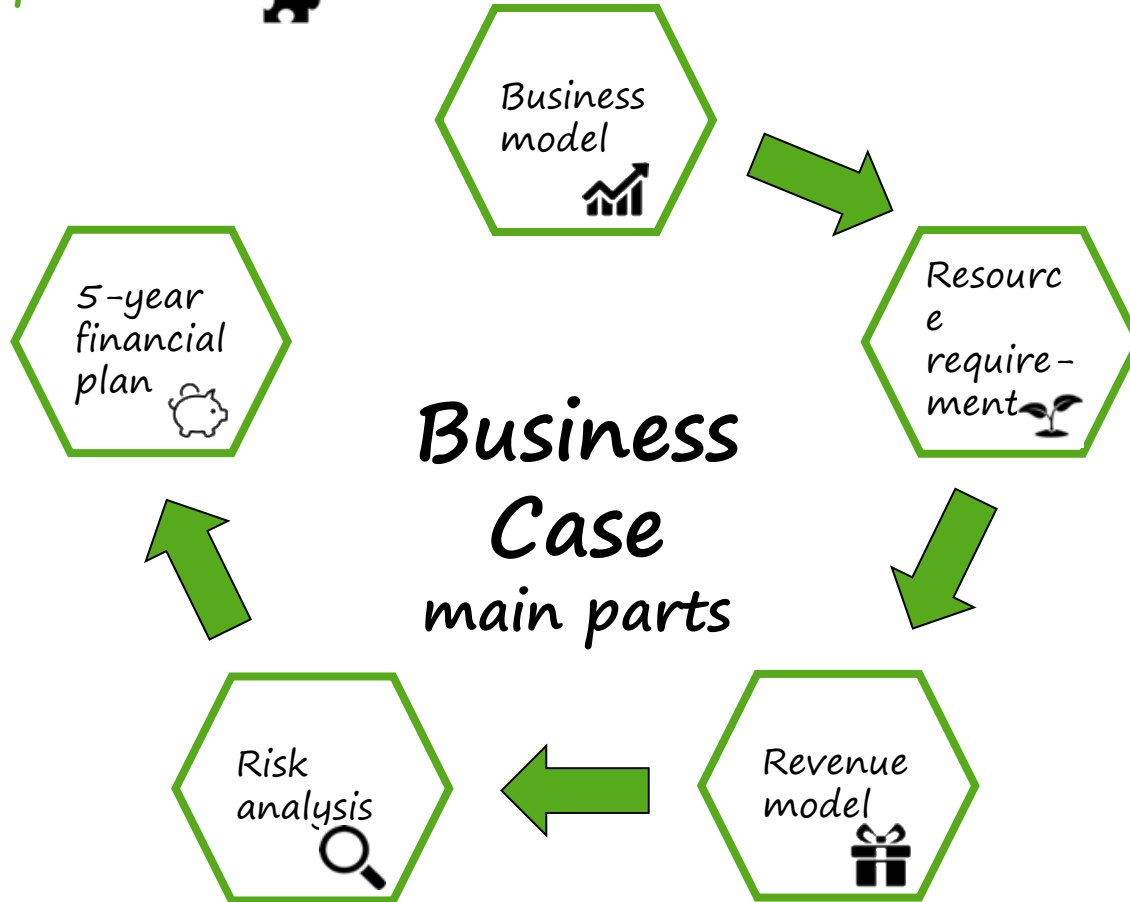 Business
model
Resourc
e
require-
ment
Revenue
model
Risk
analysis
5-year
financial
plan
Business
Case
main parts